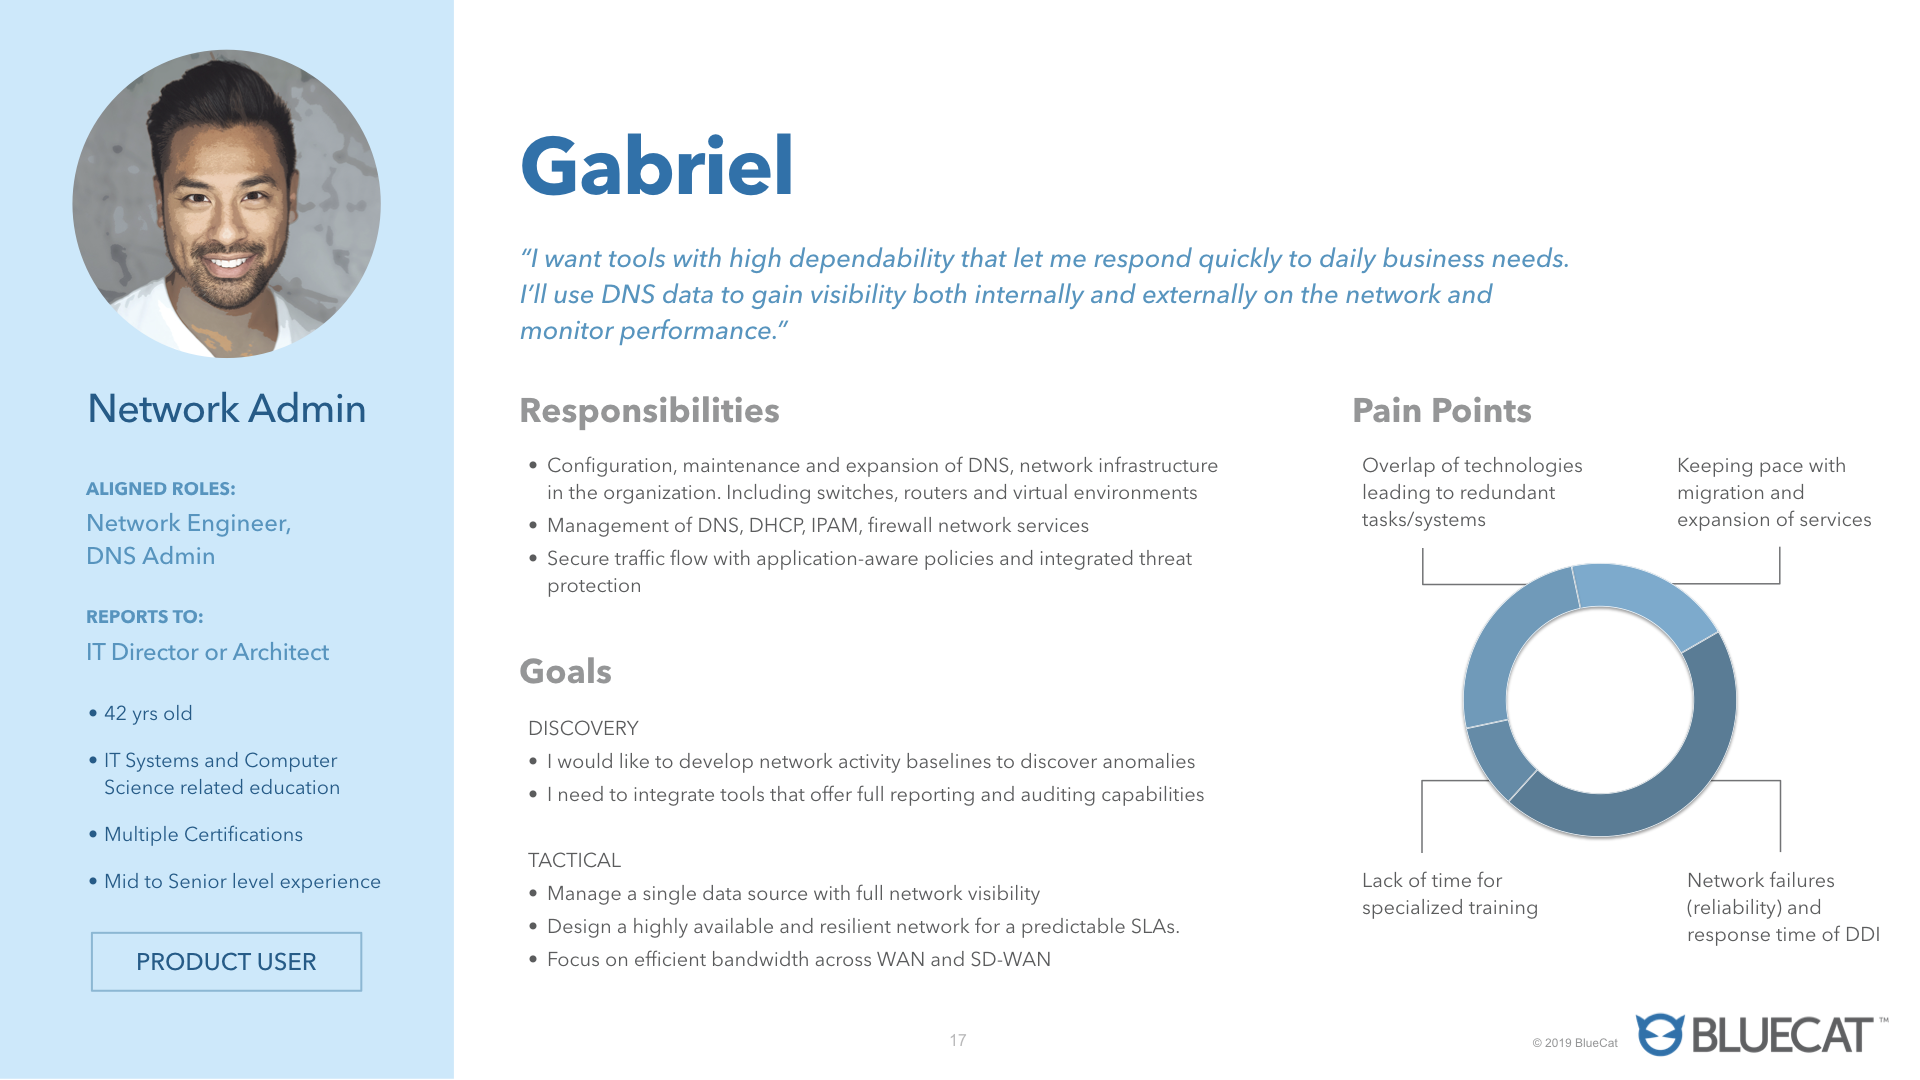 Gabriel
“I want tools with high dependability that let me respond quickly to daily business needs.
I’ll use DNS data to gain visibility both internally and externally on the network and
monitor performance.“
Network Admin
ALIGNED ROLES:
Network Engineer,
DNS Admin
REPORTS TO:
IT Director or Architect
• 42 yrs old
• IT Systems and Computer
Science related education
• Multiple Certifications
• Mid to Senior level experience
PRODUCT USER
Responsibilities
• Configuration, maintenance and expansion of DNS, network infrastructure
in the organization. Including switches, routers and virtual environments
• Management of DNS, DHCP, IPAM, firewall network services
• Secure traffic flow with application-aware policies and integrated threat
protection
Goals
DISCOVERY
• I would like to develop network activity baselines to discover anomalies
• I need to integrate tools that offer full reporting and auditing capabilities
TACTICAL
• Manage a single data source with full network visibility
• Design a highly available and resilient network for a predictable SLAs.
• Focus on efficient bandwidth across WAN and SD-WAN
Pain Points
Overlap of technologies
leading to redundant
tasks/systems
Keeping pace with
migration and
expansion of services
Lack of time for
specialized training
Network failures
(reliability) and
response time of DDI
17
© 2019 BlueCat
BLUECAT™